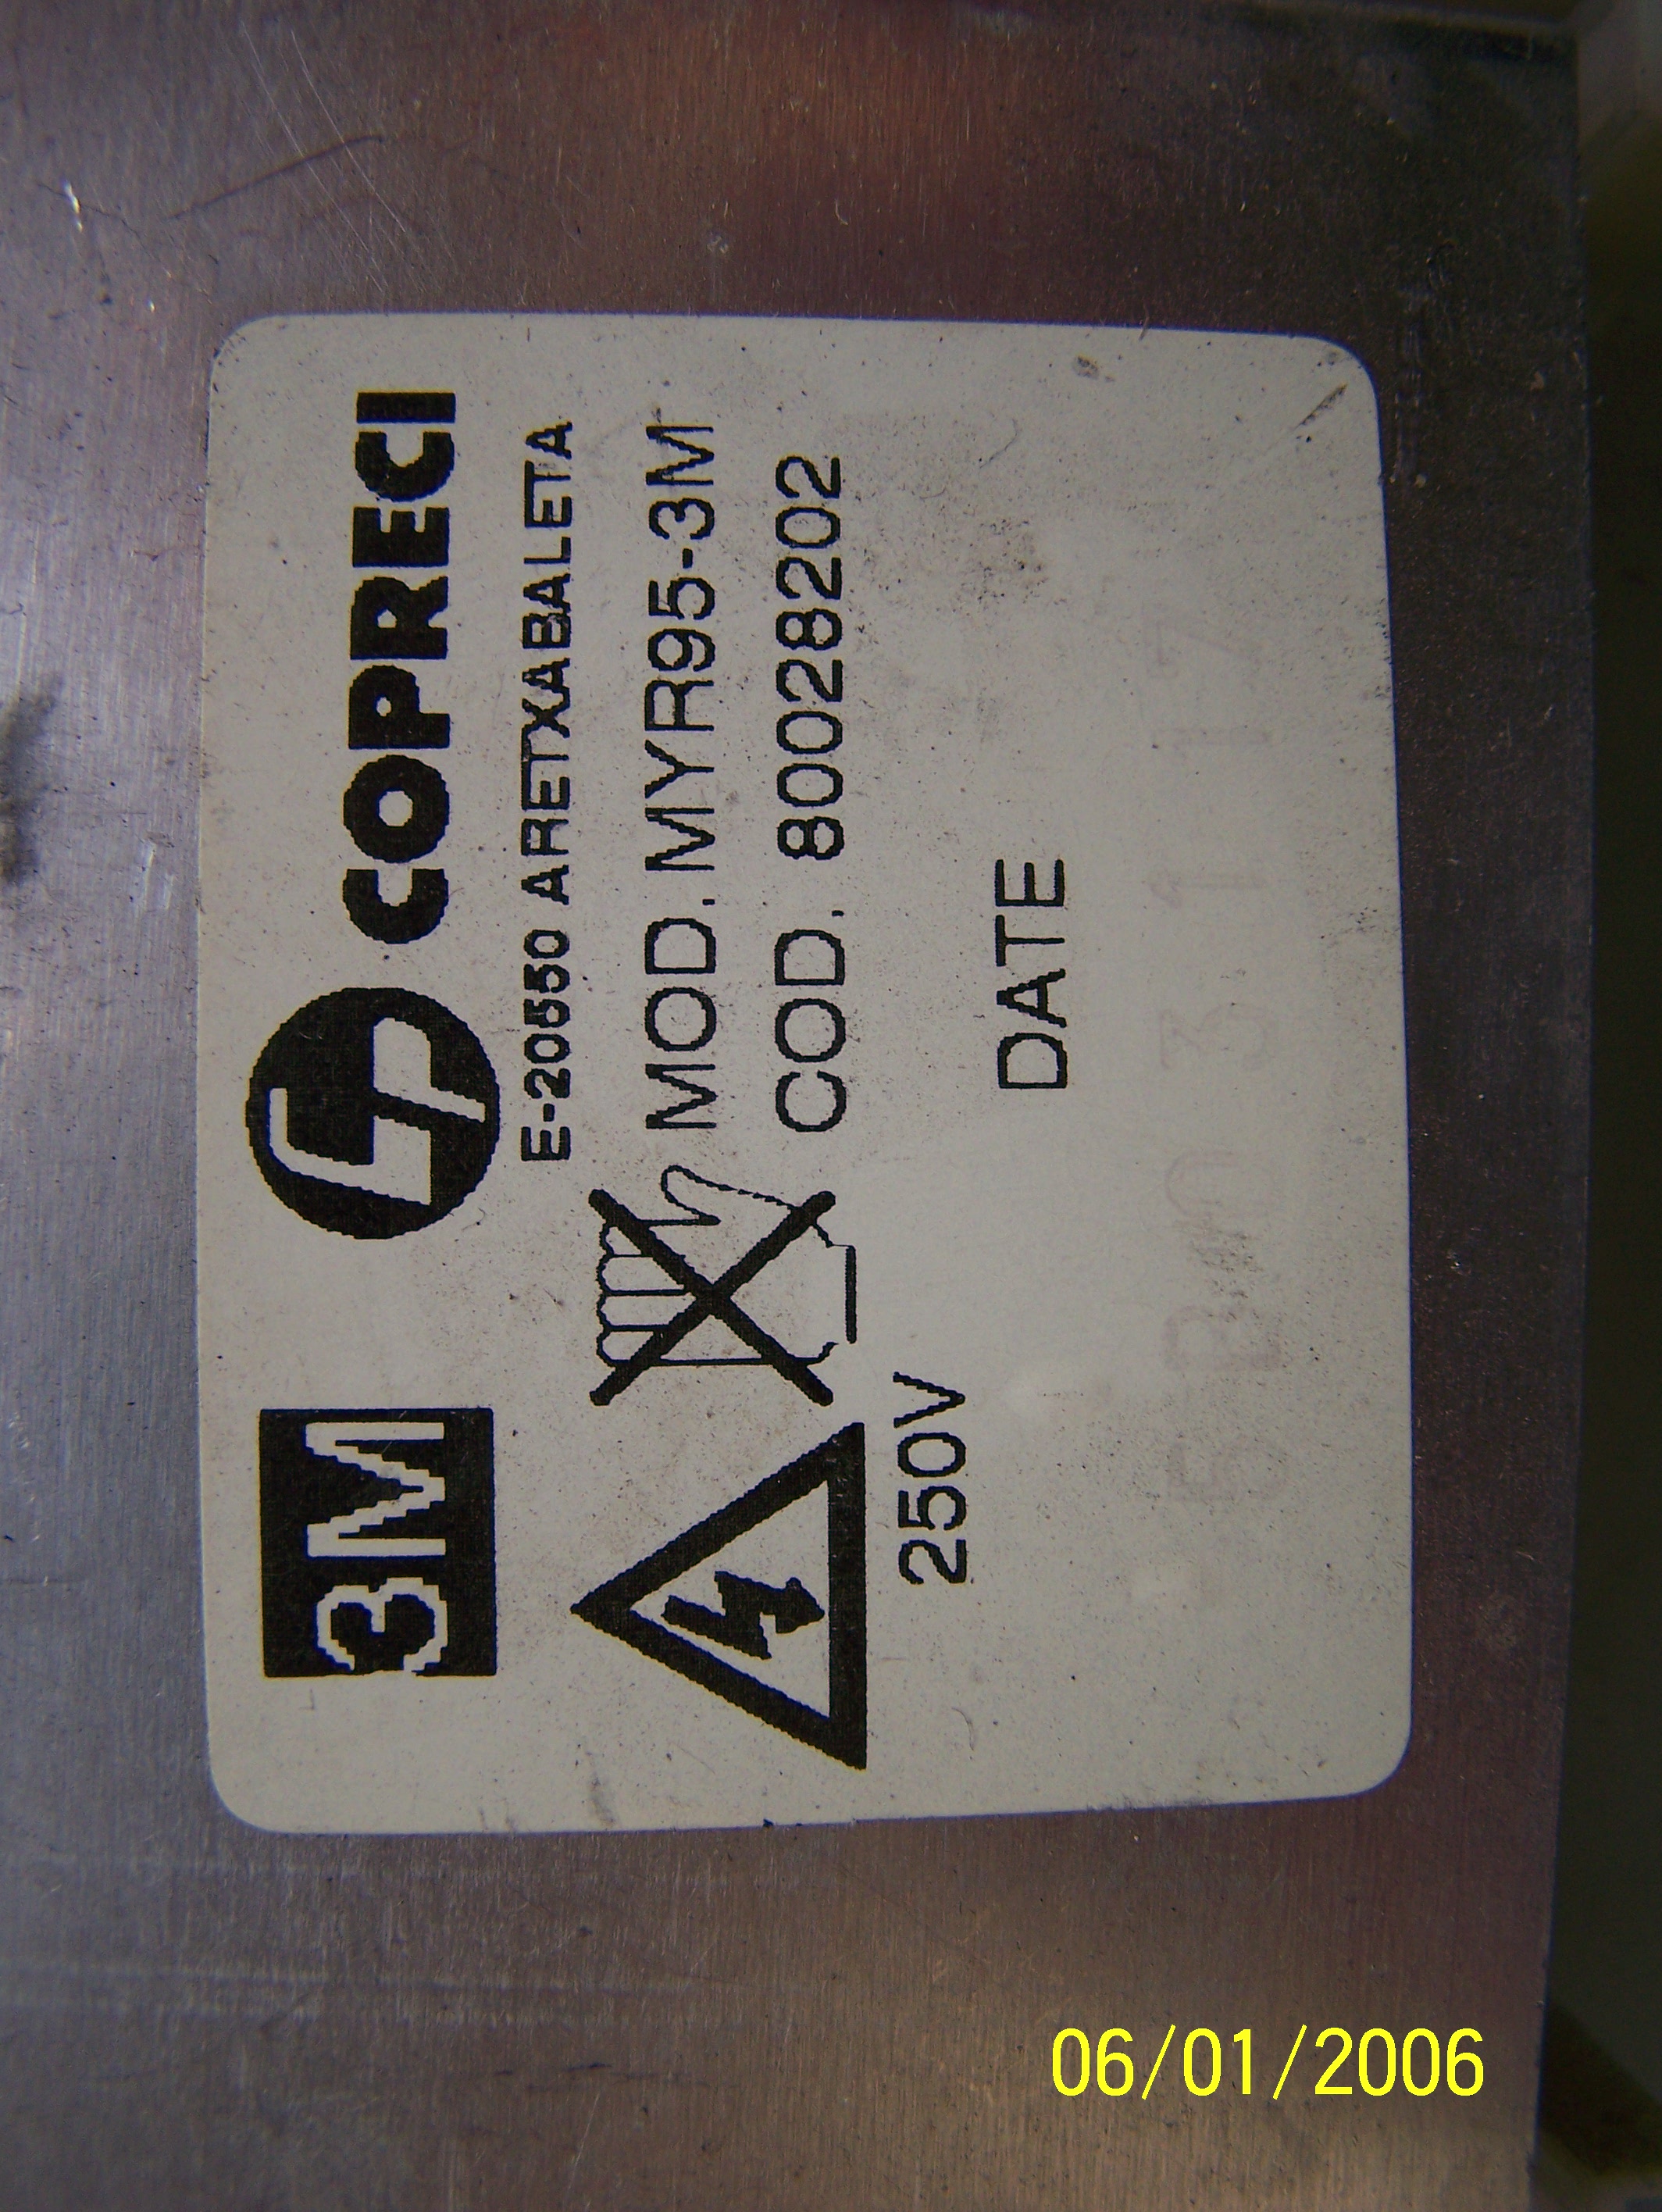 3M COPRECI
E-20550 ARETXABALETA
MOD. MYR95-3M
COD. 80028202
250V
DATE
06/01/2006